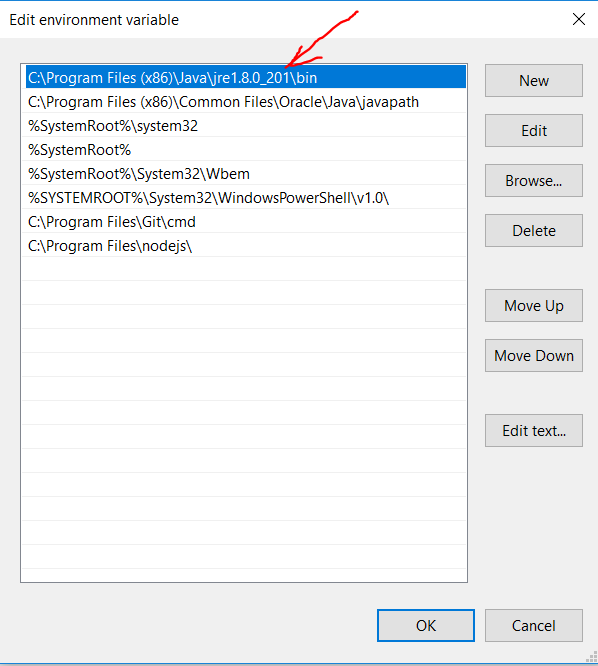 Edit environment variable
C:\Program Files (x86)\Java\jre1.8.0_201\bin
C:\Program Files (x86)\Common Files\Oracle\Java\javapath
%SystemRoot%\system32
%SystemRoot%
%SystemRoot%\System32\Wbem
%SYSTEMROOT%\System32\WindowsPowerShell\v1.0\
C:\Program Files\Git\cmd
C:\Program Files\nodejs\
New
Edit
Browse...
Delete
Move Up
Move Down
Edit text...
OK
Cancel